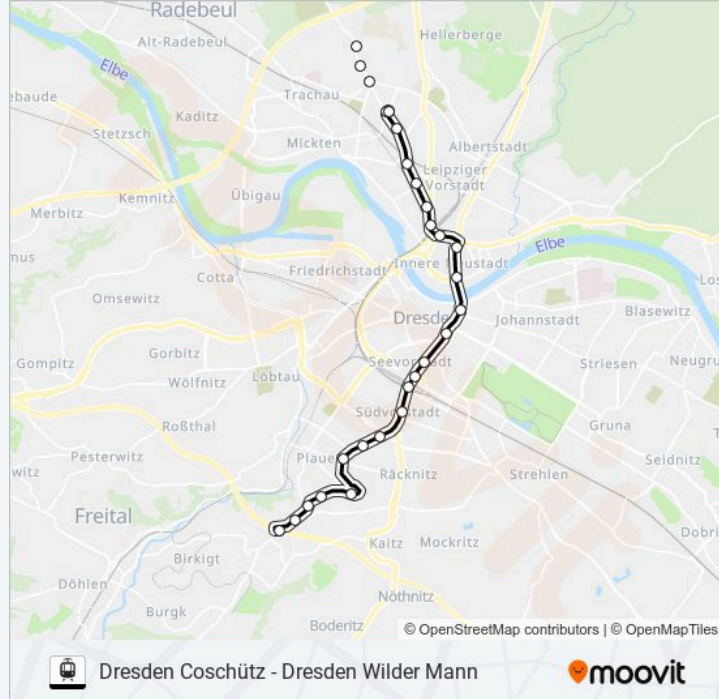 Radebeul
Hellerberge
Alt-Radebeul
Elbe
ebaude
Trachau
Kaditz
Stetzsch
Mickten
Albertstadt
Leipziger
Vorstadt
Kemnitz
Übigau
Merbitz
Elbe
mus
Friedrichstadt
Innere Neustadt
Cotta
Los
Omsewitz
Dresde
Johannstadt
Blasewitz
Gorbitz
Seevorstadt
Gompitz
Löbtau
Striesen
Neugru
Wölfnitz
Südvorstadt
Roßthal
Gruna
Pesterwitz
Plaue
witz
Räcknitz
Strehlen
Seidnitz
Freital
Dobri
Kaitz
Mockritz
Birkigt
Döhlen
Nöthnitz
Burgk
Boderitz
© OpenStreetMap contributors | © OpenMapTiles
Dresden Coschütz - Dresden Wilder Mann
moovit